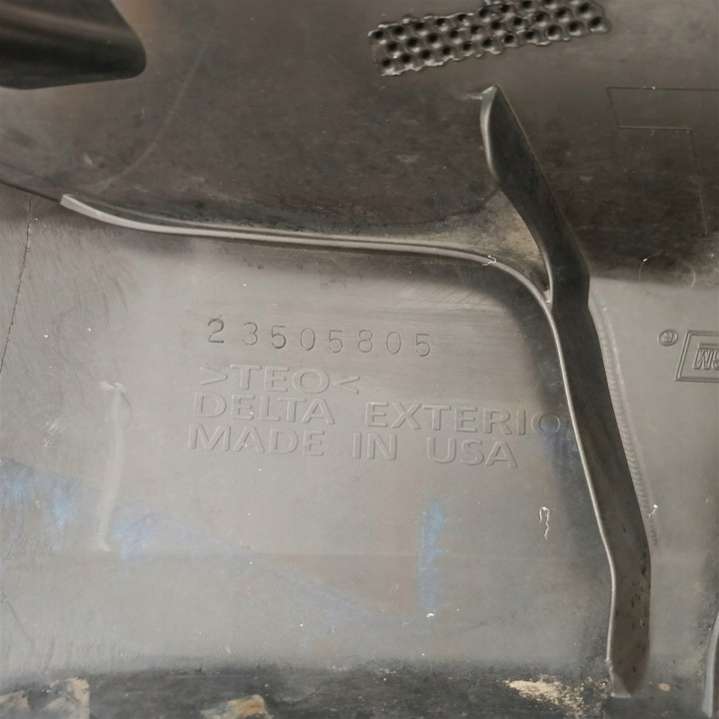 23505805
>TEO<
DELTA EXTERIO
MADE IN USA